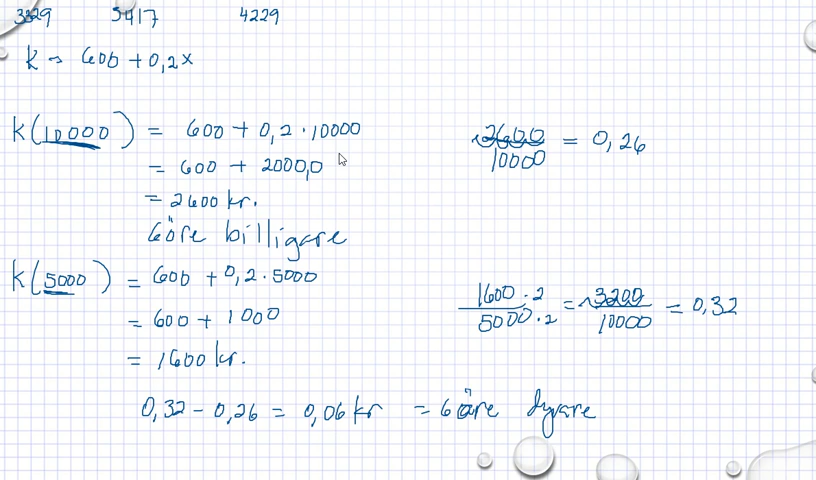 3329 5417 4229
K = 600 + 0,2x
K(10000) = 600 + 0,2 · 10000
= 600 + 2000,0
= 2600 kr.
6öre billigare
2600/10000 = 0,26
K(5000) = 600 + 0,2 · 5000
= 600 + 1000
= 1600 kr.
1600 · 2/5000 · 2 = 3200/10000 = 0,32
0,32 - 0,26 = 0,06 kr = 6öre dyrare